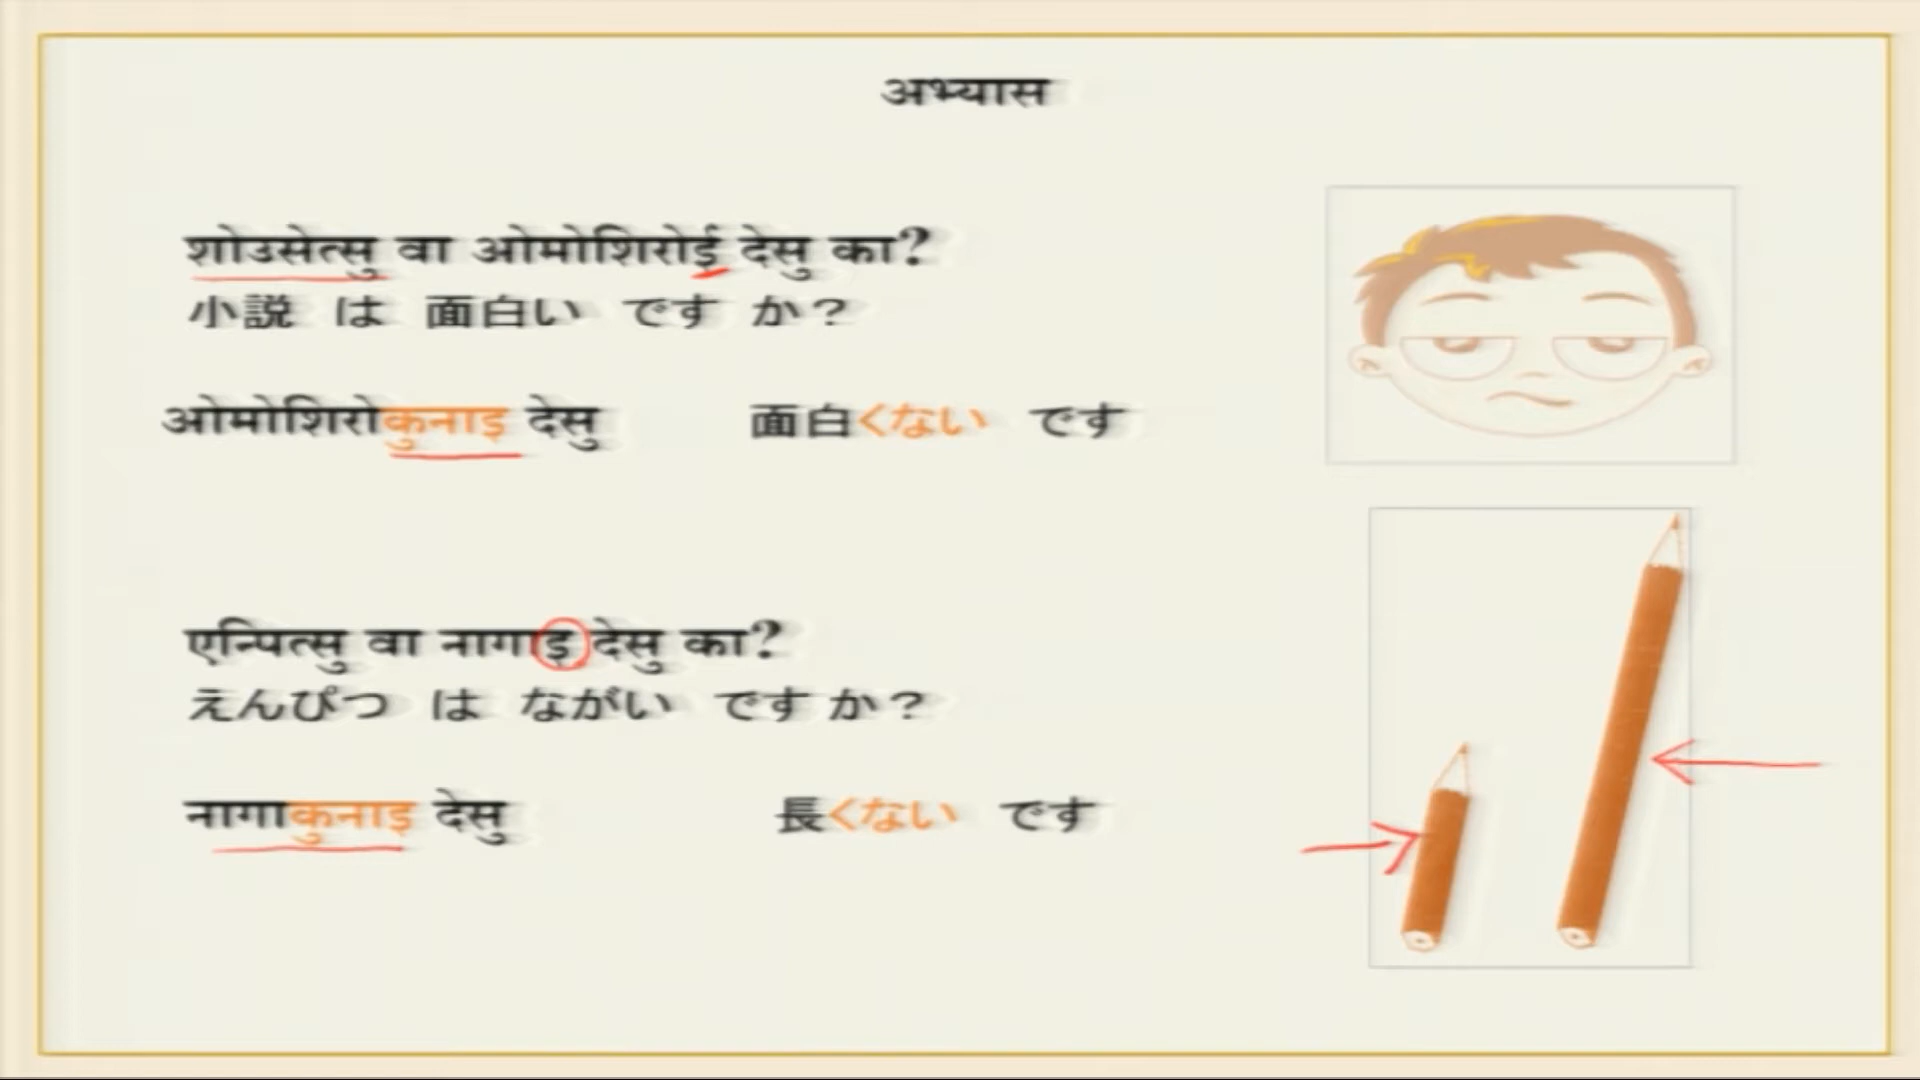 अभ्यास
शोउसेत्सु वा ओमोशिरोई देसु का?
小説 は 面白い です か？
ओमोशिरोकुनाइ देसु 面白くない です
एन्पित्सु वा नागाइ देसु का?
えんぴつ は ながい です か？
नागाकुनाइ देसु 長くない です